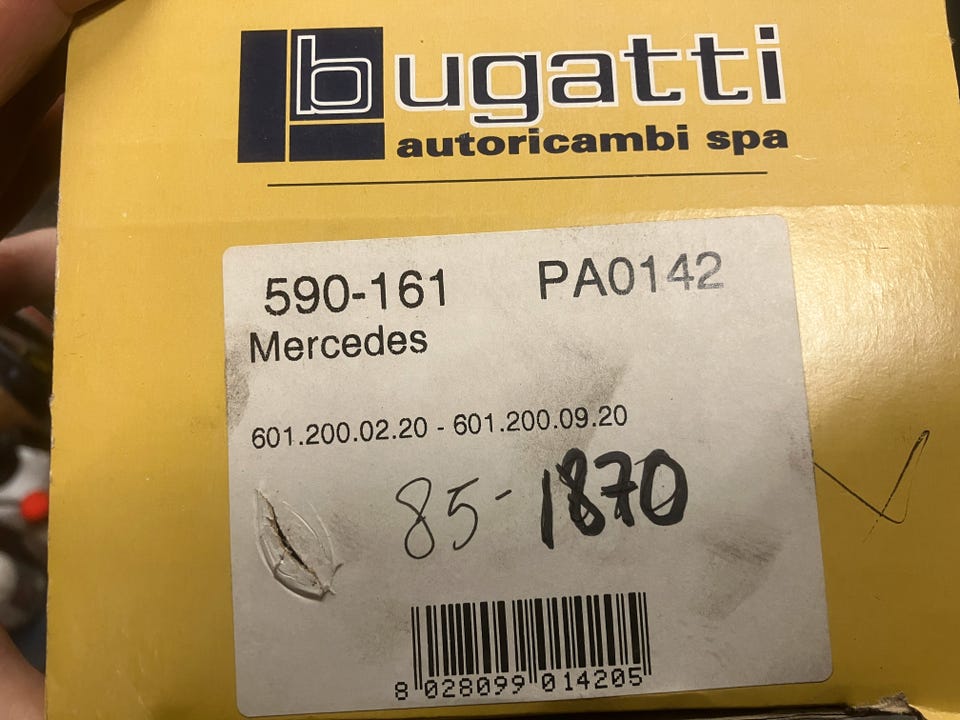 bugatti
autoricambi spa
590-161 PA0142
Mercedes
601.200.02.20 - 601.200.09.20
85-1870
8 028099 014205